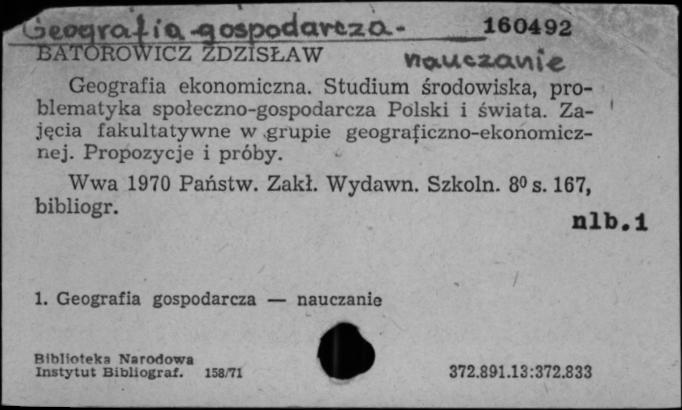 Geografia gospodarcza - 160492
BATOROWICZ ZDZISŁAW nauczanie
Geografia ekonomiczna. Studium środowiska, pro-
blematyka społeczno-gospodarcza Polski i świata. Za-
jęcia fakultatywne w grupie geograficzno-ekonomicz-
nej. Propozycje i próby.
Wwa 1970 Państw. Zakł. Wydawn. Szkoln. 8º s. 167,
bibliogr.
nlb.1
1. Geografia gospodarcza — nauczanie
Biblioteka Narodowa
Instytut Bibliograf. 158/71
372.891.13:372.833